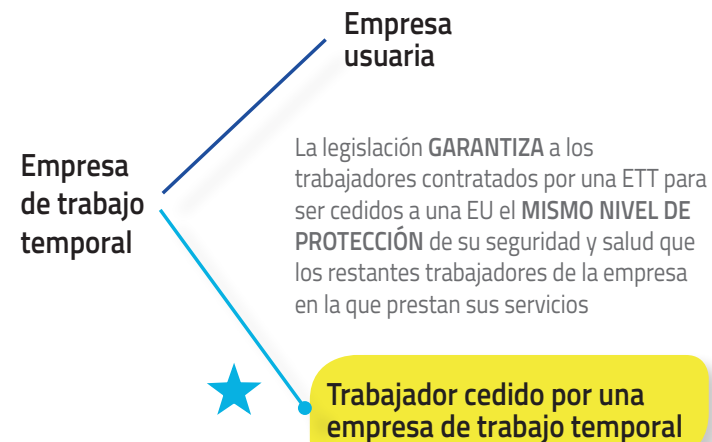 Empresa
usuaria
Empresa
de trabajo
temporal
La legislación GARANTIZA a los
trabajadores contratados por una ETT para
ser cedidos a una EU el MISMO NIVEL DE
PROTECCIÓN de su seguridad y salud que
los restantes trabajadores de la empresa
en la que prestan sus servicios
Trabajador cedido por una
empresa de trabajo temporal